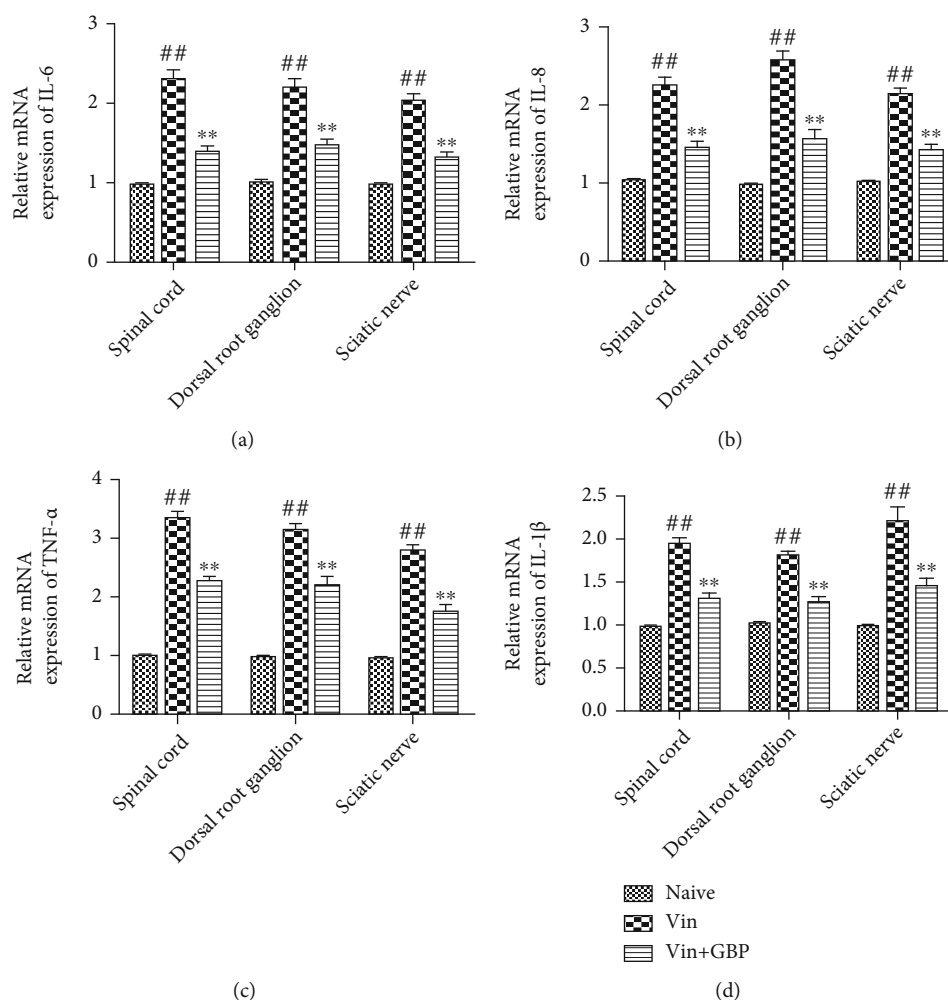 Relative mRNA
expression of IL-6
3
2
1
0
##
**
##
**
##
**
Spinal cord
Dorsal root ganglion
Sciatic nerve
(a)
Relative mRNA
expression of IL-8
3
2
1
0
##
**
##
**
##
**
Spinal cord
Dorsal root ganglion
Sciatic nerve
(b)
Relative mRNA
expression of TNF-α
4
3
2
1
0
##
**
##
**
##
**
Spinal cord
Dorsal root ganglion
Sciatic nerve
(c)
Relative mRNA
expression of IL-1β
2.5
2.0
1.5
1.0
0.5
0.0
##
**
##
**
##
**
Spinal cord
Dorsal root ganglion
Sciatic nerve
Naive
Vin
Vin+GBP
(d)